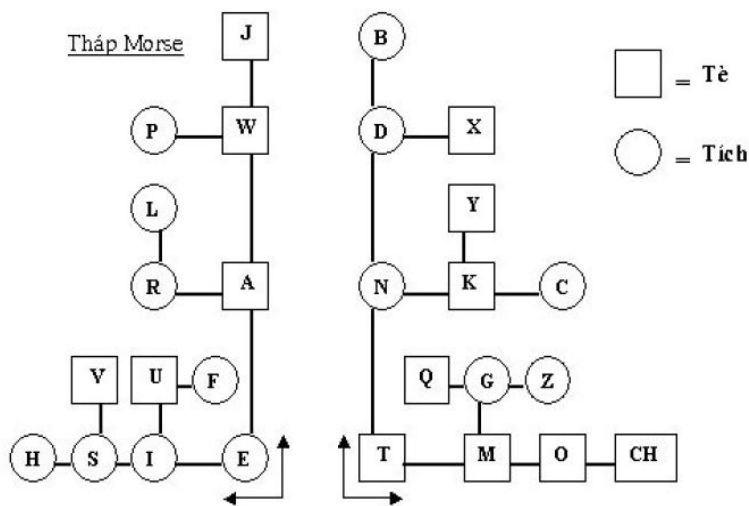 Tháp Morse
J B
P W D X = Tè
= Tích
L Y
R A N K C
V U F Q G Z
H S I E T M O CH